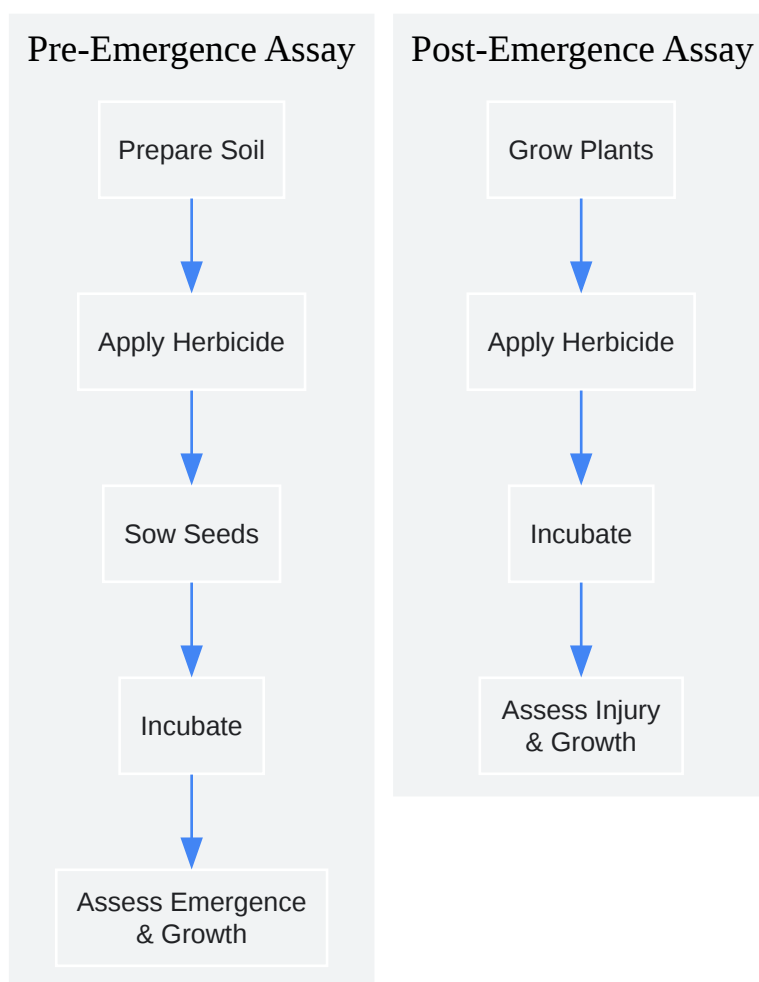 Pre-Emergence Assay
Prepare Soil
Apply Herbicide
Sow Seeds
Incubate
Assess Emergence
& Growth
Post-Emergence Assay
Grow Plants
Apply Herbicide
Incubate
Assess Injury
& Growth